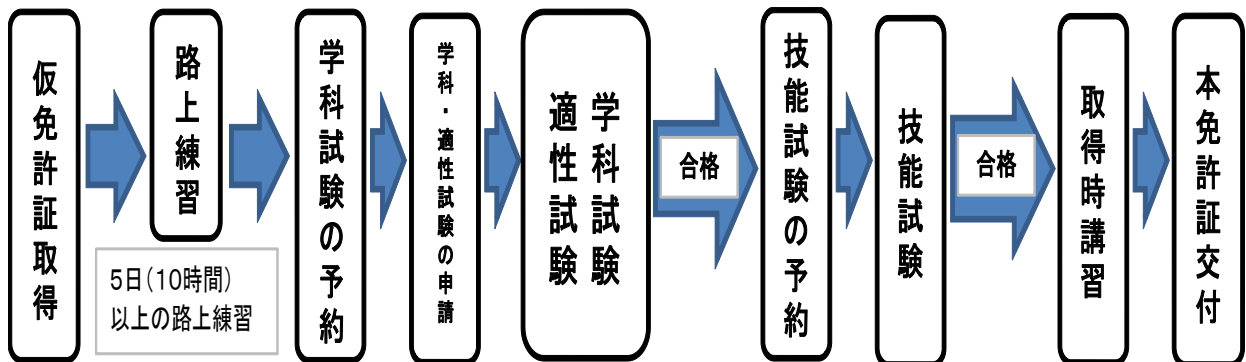 仮免許証取得
路上練習
5日(10時間)
以上の路上練習
学科試験の予約
学科・適性試験の申請
学科試験
適性試験
合格
技能試験の予約
技能試験
合格
取得時講習
本免許証交付